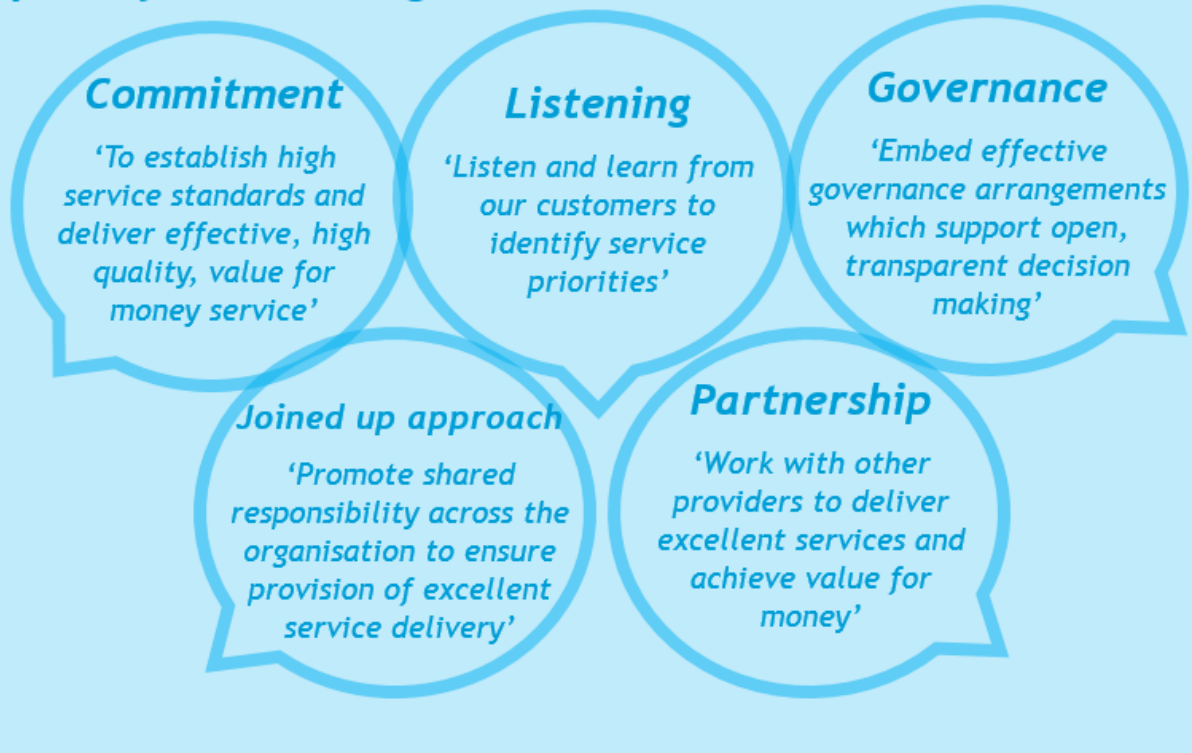 Commitment
‘To establish high
service standards and
deliver effective, high
quality, value for
money service’
Listening
‘Listen and learn from
our customers to
identify service
priorities’
Governance
‘Embed effective
governance arrangements
which support open,
transparent decision
making’
Joined up approach
‘Promote shared
responsibility across the
organisation to ensure
provision of excellent
service delivery’
Partnership
‘Work with other
providers to deliver
excellent services and
achieve value for
money’